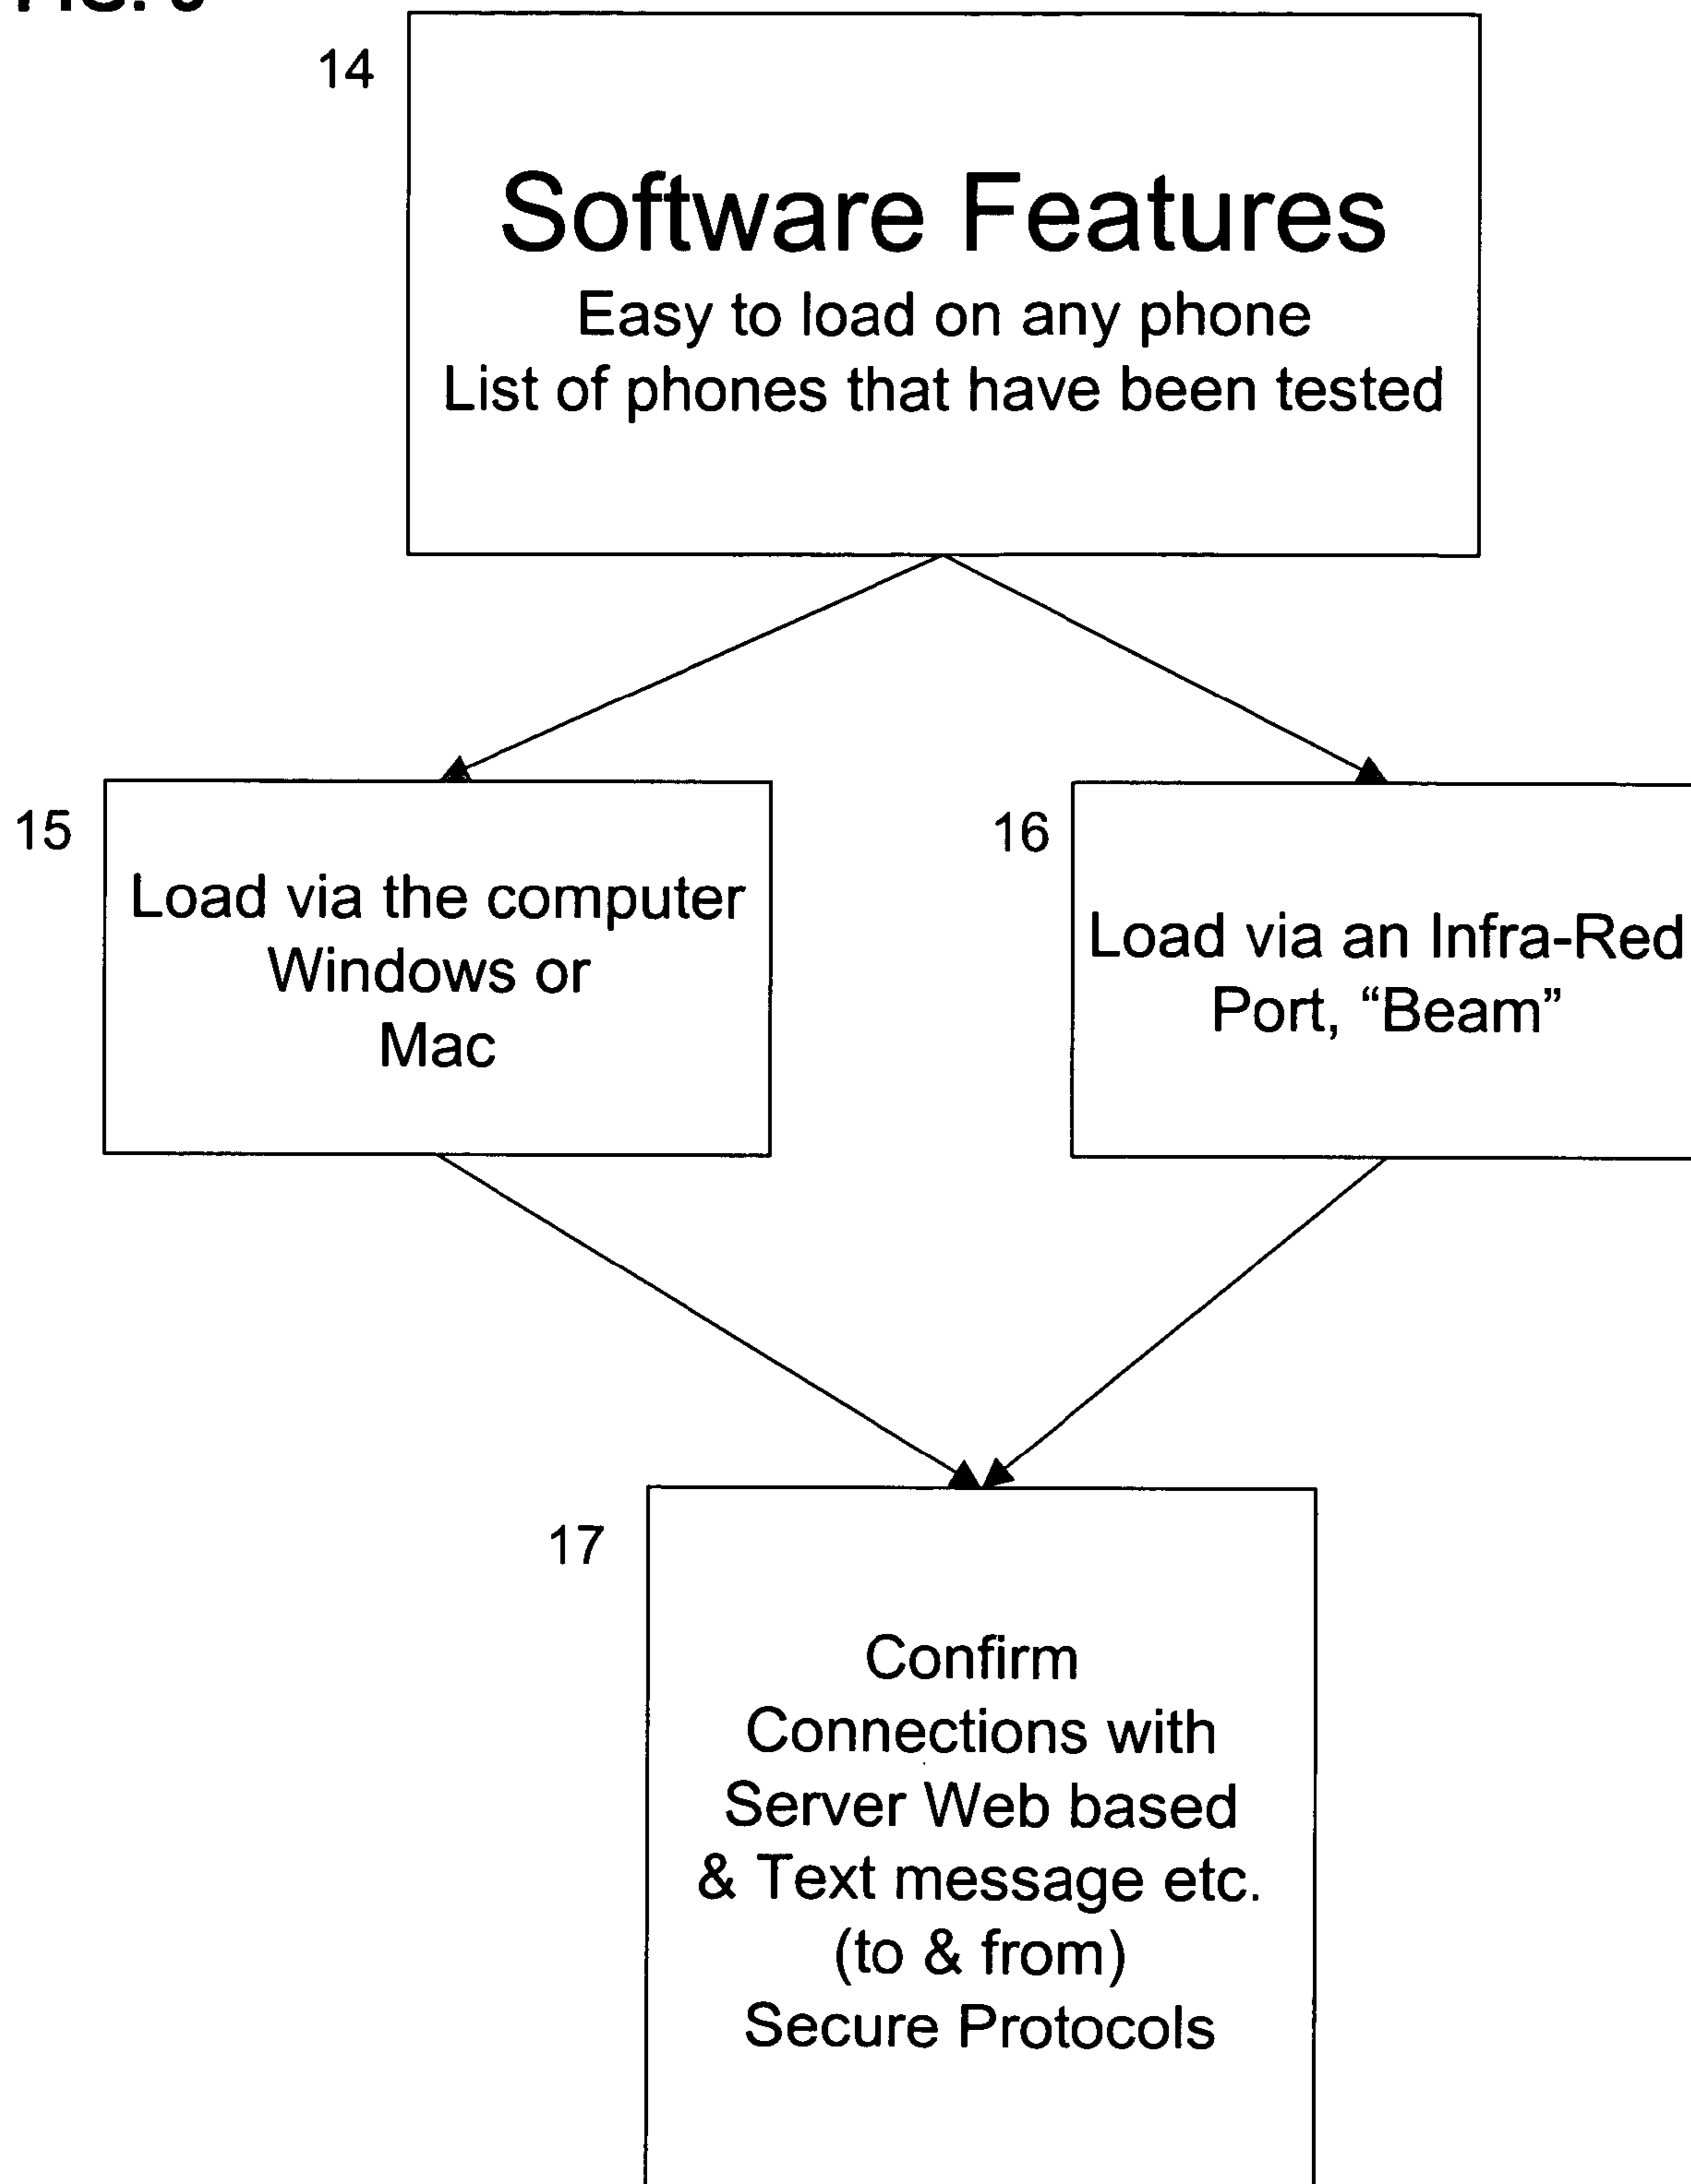 14
Software Features
Easy to load on any phone
List of phones that have been tested
15
Load via the computer
Windows or
Mac
16
Load via an Infra-Red
Port, “Beam”
17
Confirm
Connections with
Server Web based
& Text message etc.
(to & from)
Secure Protocols